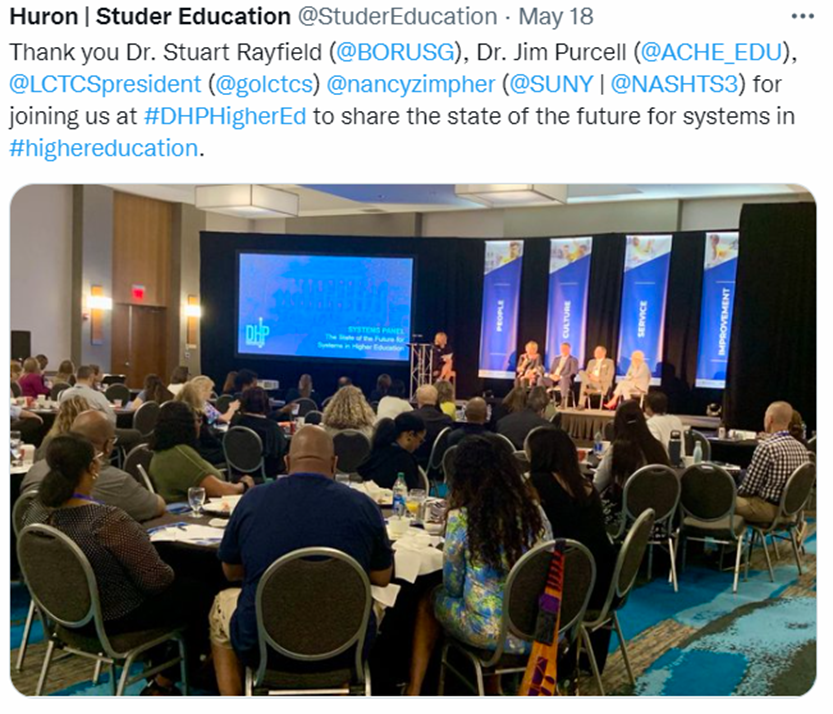 Huron | Studer Education @StuderEducation · May 18
Thank you Dr. Stuart Rayfield (@BORUSG), Dr. Jim Purcell (@ACHE_EDU),
@LCTCSpresident (@golctcs) @nancyzimpher (@SUNY | @NASHTS3) for
joining us at #DHPHigherEd to share the state of the future for systems in
#highereducation.
DHP
SYSTEMS PANEL
The State of the Future for
Systems in Higher Education
PEOPLE
CULTURE
SERVICE
IMPROVEMENT